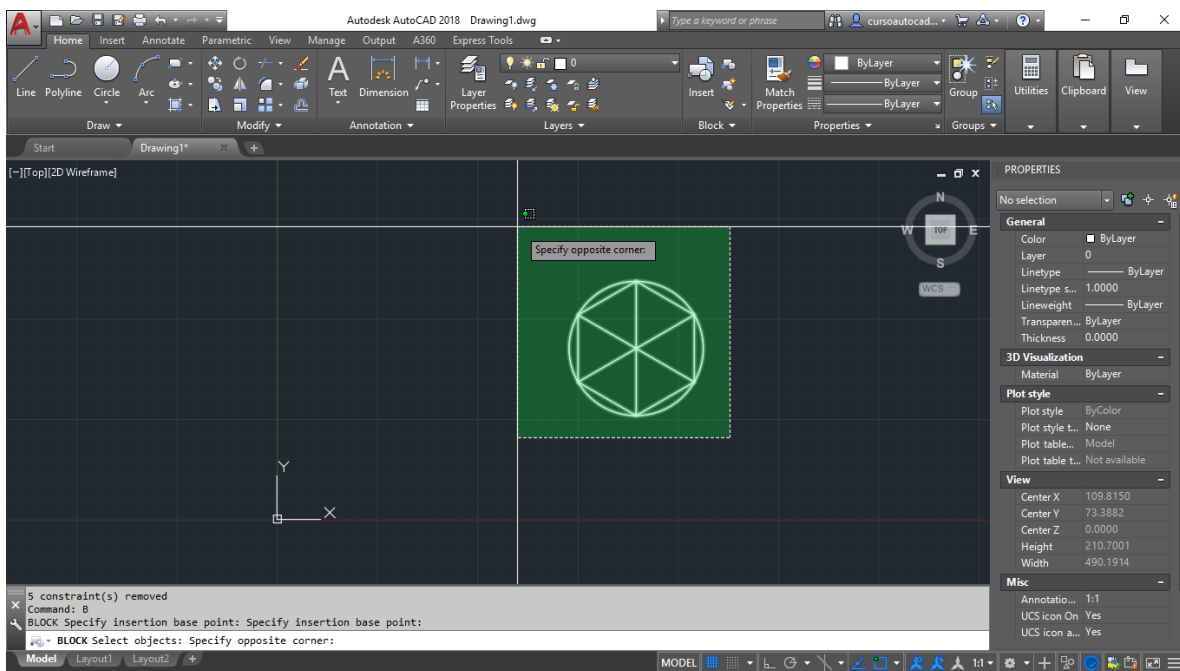 Autodesk AutoCAD 2018 Drawing1.dwg
Type a keyword or phrase
cursoautocad...
Home Insert Annotate Parametric View Manage Output A360 Express Tools
0
ByLayer
ByLayer
ByLayer
Line Polyline Circle Arc
Text Dimension
Layer
Properties
Insert
Match
Properties
Group
Utilities Clipboard View
Draw Modify Annotation Layers Block Properties Groups
Start Drawing1* +
[−][Top][2D Wireframe]
N
W TOP E
S
WCS
Specify opposite corner:
Y
X
PROPERTIES
No selection
General
Color ByLayer
Layer 0
Linetype ByLayer
Linetype s... 1.0000
Lineweight ByLayer
Transparen... ByLayer
Thickness 0.0000
3D Visualization
Material ByLayer
Plot style
Plot style ByColor
Plot style t... None
Plot table... Model
Plot table t... Not available
View
Center X 109.8150
Center Y 73.3882
Center Z 0.0000
Height 210.7001
Width 490.1914
Misc
Annotatio... 1:1
UCS icon On Yes
UCS icon a... Yes
5 constraint(s) removed
Command: B
BLOCK Specify insertion base point: Specify insertion base point:
BLOCK Select objects: Specify opposite corner:
Model Layout1 Layout2 +
MODEL 1:1